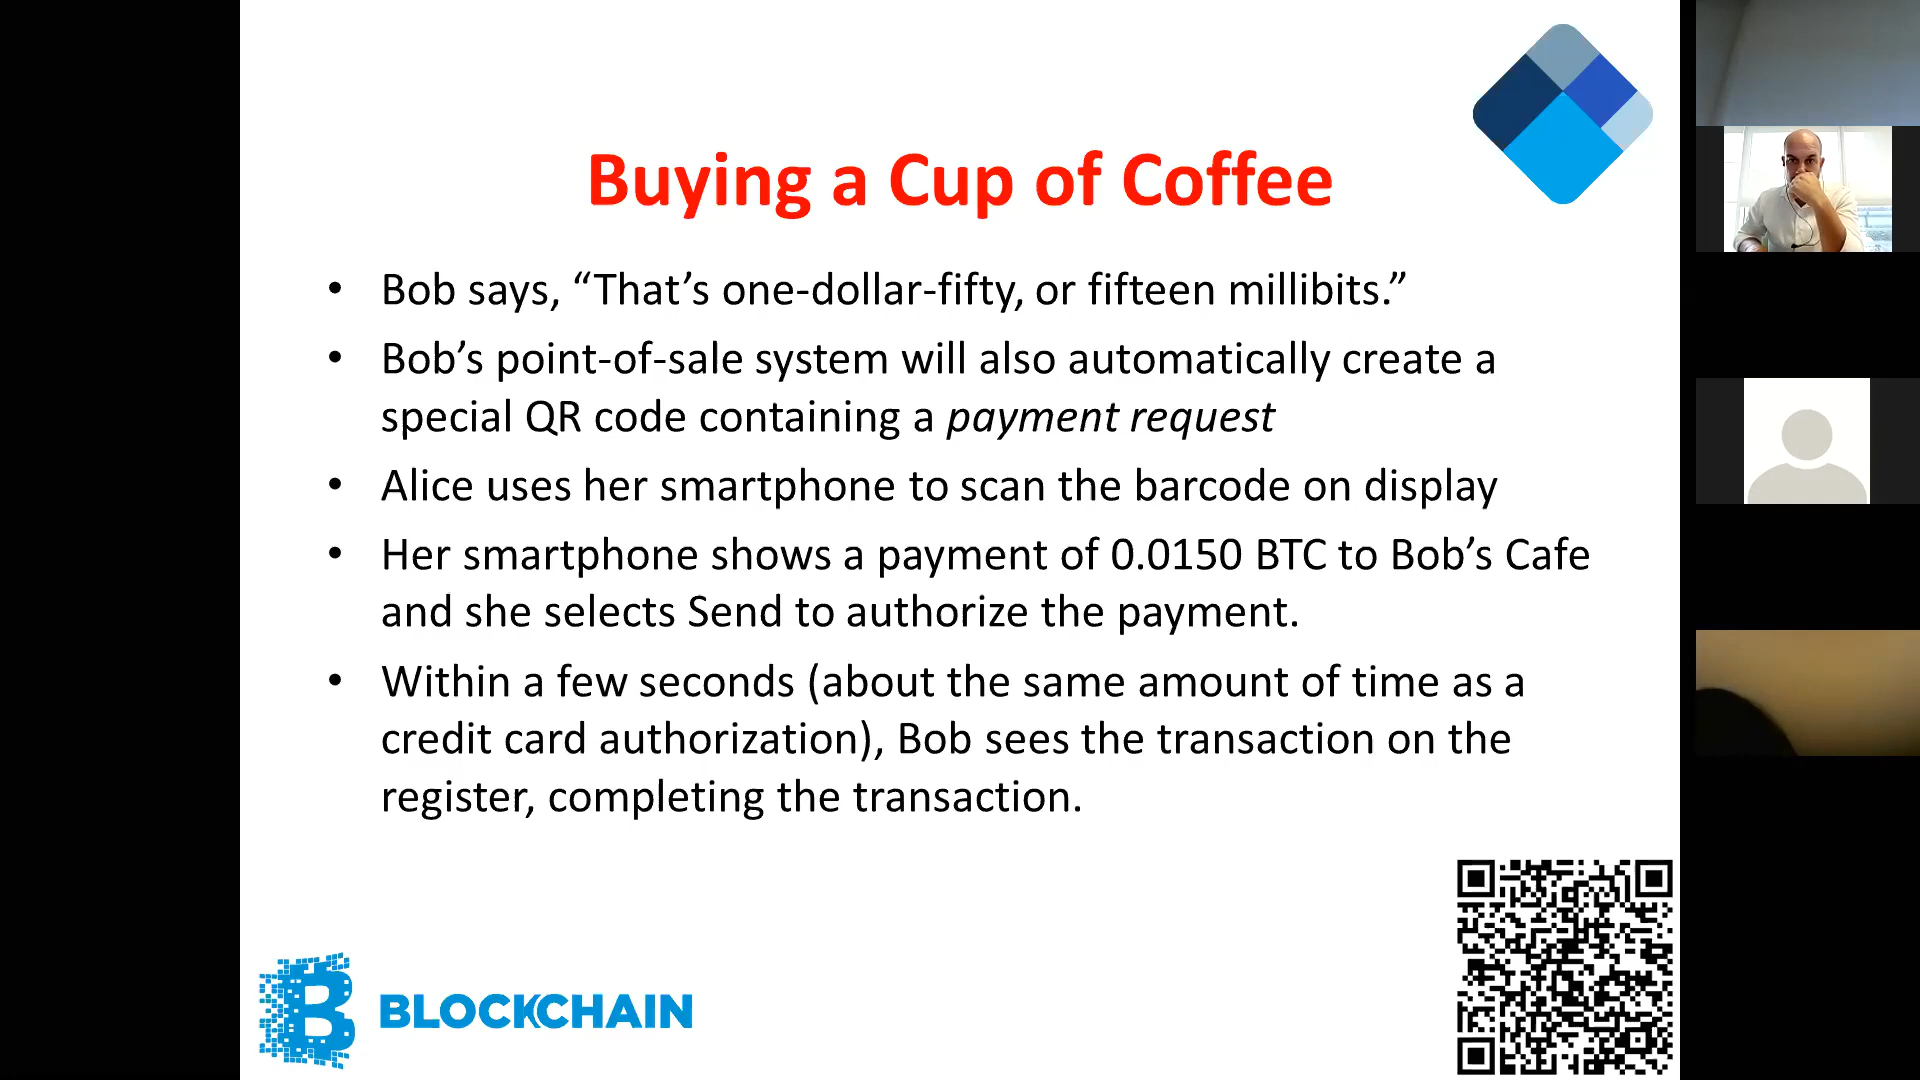 Buying a Cup of Coffee
• Bob says, “That’s one-dollar-fifty, or fifteen millibits.”
• Bob’s point-of-sale system will also automatically create a
special QR code containing a payment request
• Alice uses her smartphone to scan the barcode on display
• Her smartphone shows a payment of 0.0150 BTC to Bob’s Cafe
and she selects Send to authorize the payment.
• Within a few seconds (about the same amount of time as a
credit card authorization), Bob sees the transaction on the
register, completing the transaction.
BLOCKCHAIN